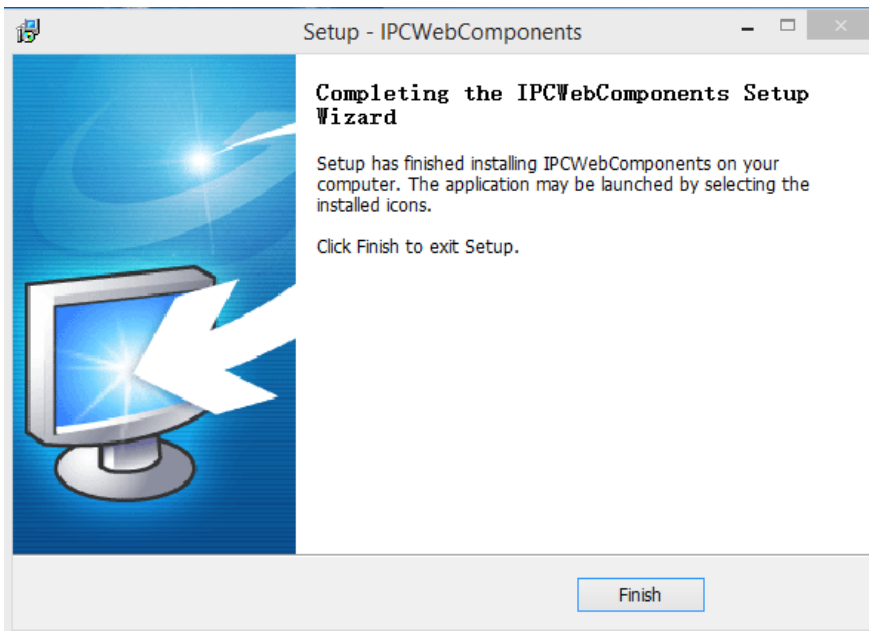 Setup - IPCWebComponents
Completing the IPCWebComponents Setup
Wizard
Setup has finished installing IPCWebComponents on your
computer. The application may be launched by selecting the
installed icons.
Click Finish to exit Setup.
Finish